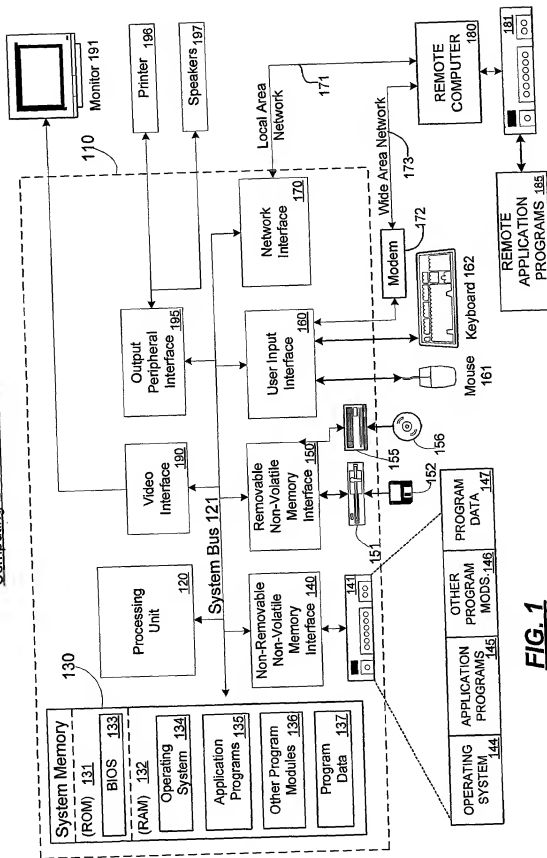 110
130
System Memory
(ROM) 131
BIOS 133
(RAM) 132
Operating
System 134
Application
Programs 135
Other Program
Modules 136
Program
Data 137
Processing
Unit
120
Video
Interface
190
Output
Peripheral
Interface 195
System Bus 121
Non-Removable
Non-Volatile
Memory
Interface 140
Removable
Non-Volatile
Memory
Interface 150
User Input
Interface
160
Network
Interface
170
Monitor 191
Printer 196
Speakers 197
Local Area
Network
171
Wide Area Network
173
Modem
172
REMOTE
COMPUTER
180
181
REMOTE
APPLICATION
PROGRAMS 185
Keyboard 162
Mouse
161
141
151
152
155
156
OPERATING
SYSTEM 144
APPLICATION
PROGRAMS 145
OTHER
PROGRAM
MODS. 146
PROGRAM
DATA 147
FIG. 1